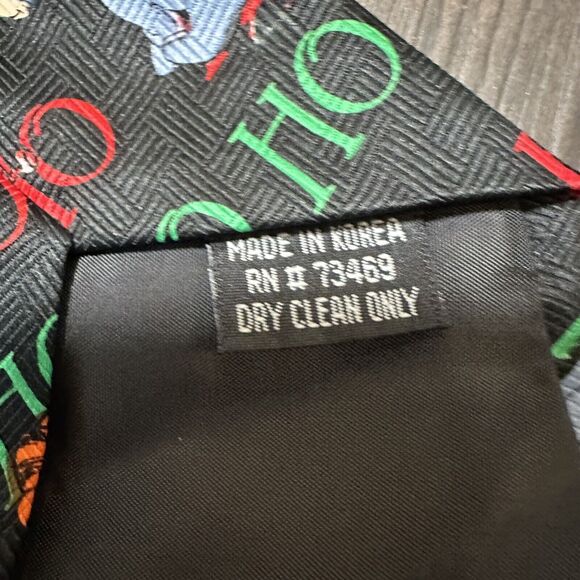 HO
HO
O
HO
MADE IN KOREA
RN # 73469
DRY CLEAN ONLY